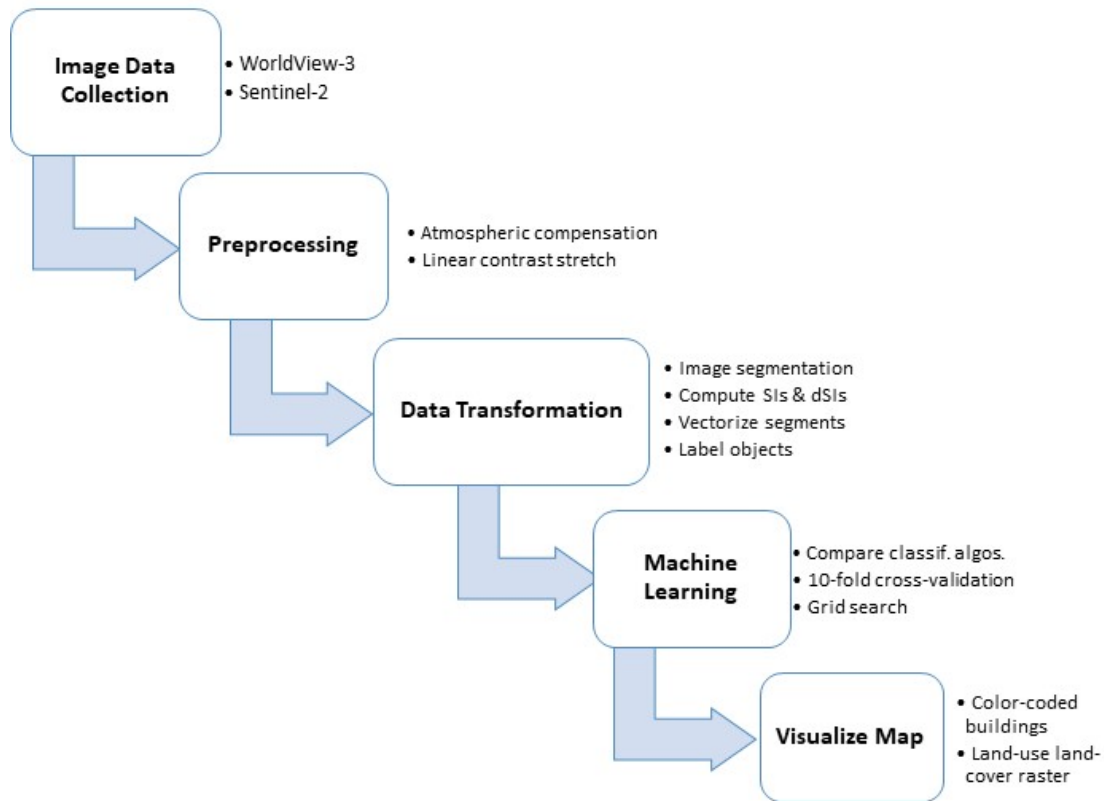 Image Data
Collection
• WorldView-3
• Sentinel-2
Preprocessing
• Atmospheric compensation
• Linear contrast stretch
Data Transformation
• Image segmentation
• Compute SIs & dSIs
• Vectorize segments
• Label objects
Machine
Learning
• Compare classif. algos.
• 10-fold cross-validation
• Grid search
Visualize Map
• Color-coded
buildings
• Land-use land-
cover raster